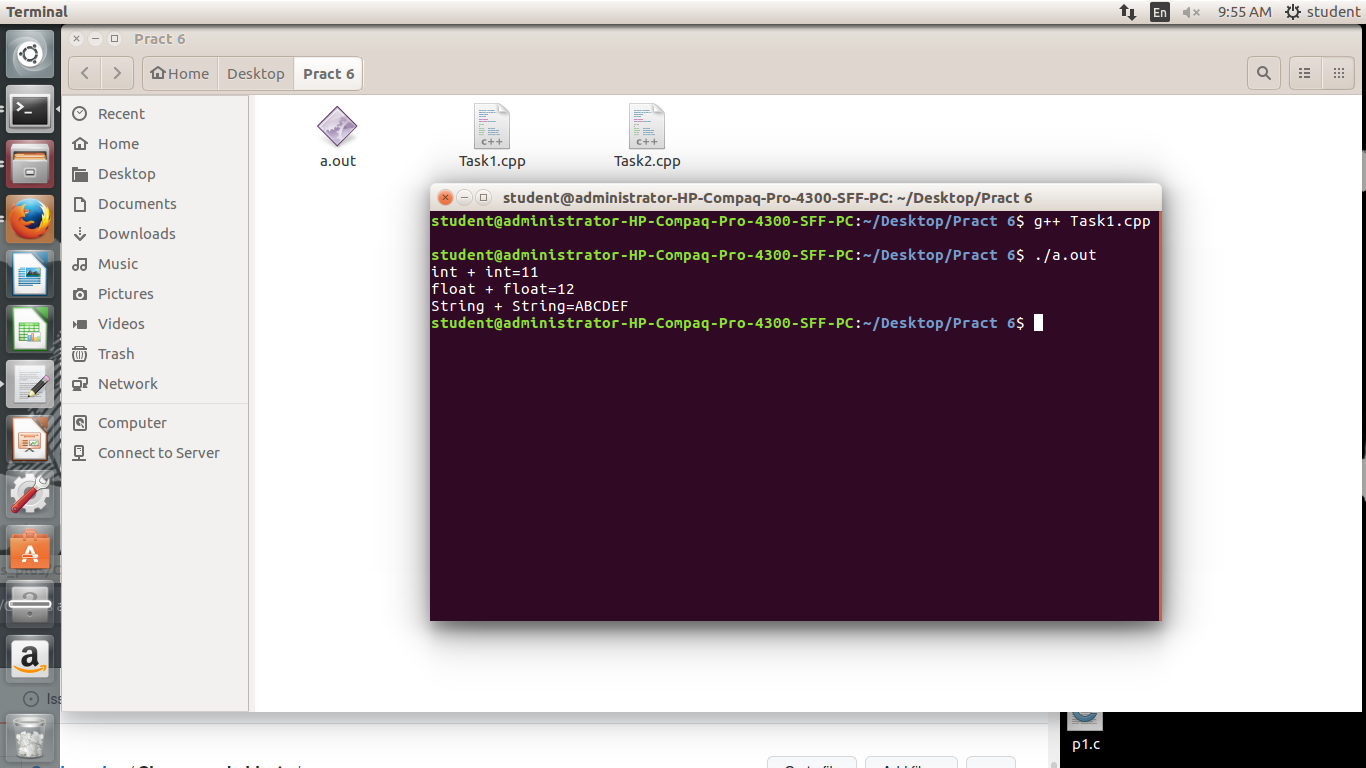 Terminal
En
9:55 AM
student
Pract 6
Home
Desktop
Pract 6
Recent
Home
Desktop
Documents
Downloads
Music
Pictures
Videos
Trash
Network
Computer
Connect to Server
a.out
c++
Task1.cpp
c++
Task2.cpp
student@administrator-HP-Compaq-Pro-4300-SFF-PC: ~/Desktop/Pract 6
student@administrator-HP-Compaq-Pro-4300-SFF-PC:~/Desktop/Pract 6$ g++ Task1.cpp
student@administrator-HP-Compaq-Pro-4300-SFF-PC:~/Desktop/Pract 6$ ./a.out
int + int=11
float + float=12
String + String=ABCDEF
student@administrator-HP-Compaq-Pro-4300-SFF-PC:~/Desktop/Pract 6$
p1.c